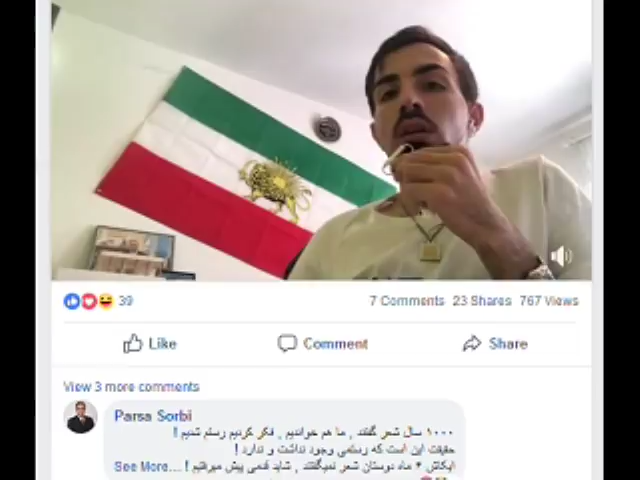 39
7 Comments 23 Shares 767 Views
Like Comment Share
View 3 more comments
Parsa Sorbi
۱۰۰۰ سال شعر گفتند , ما هم خواندیم , فکر کردیم رستم شدیم !
حقیقت این است که رستمی وجود نداشت و ندارد !
ایکاش ۴ ماه دوستان شعر نمیگفتند , شاید قدمی پیش میرفتیم ! See More...